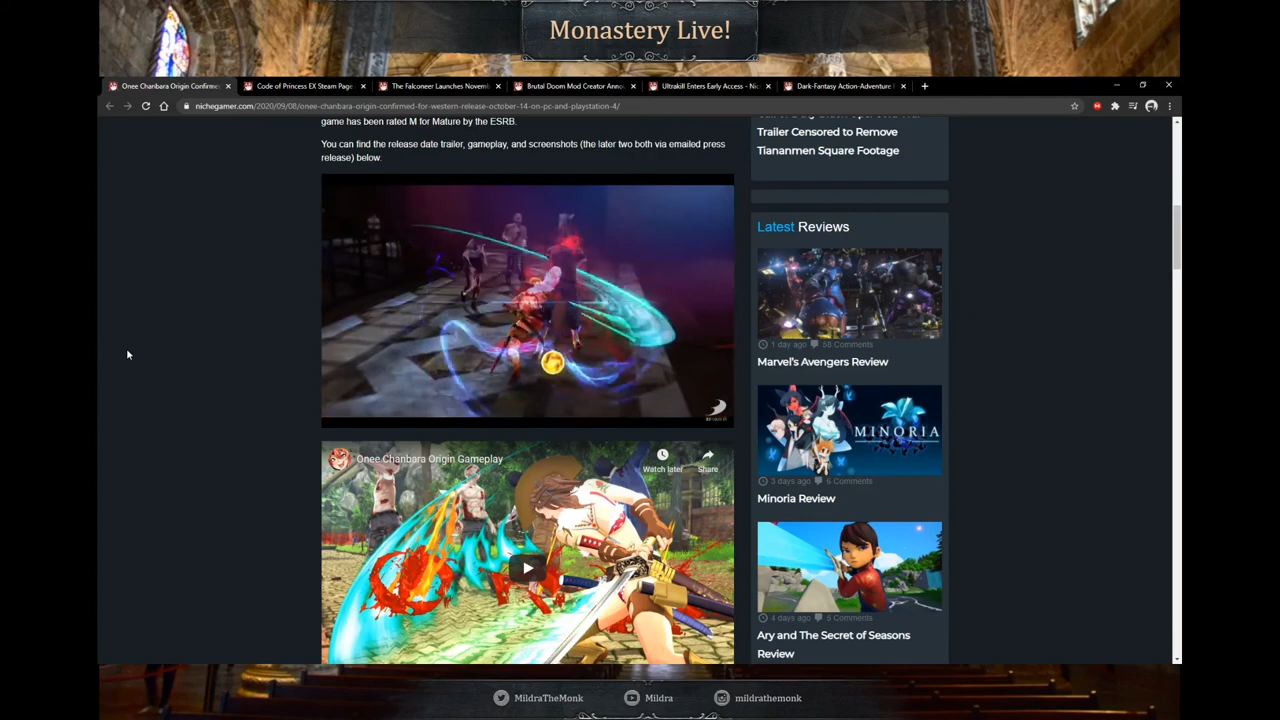 Monastery Live!
Onee Chanbara Origin Confirme
Code of Princess EX Steam Page
The Falconeer Launches Novemb
Brutal Doom Mod Creator Annou
Ultrakill Enters Early Access - Nic
Dark-Fantasy Action-Adventure F
nichegamer.com/2020/09/08/onee-chanbara-origin-confirmed-for-western-release-october-14-on-pc-and-playstation-4/
game has been rated M for Mature by the ESRB.
You can find the release date trailer, gameplay, and screenshots (the later two both via emailed press
release) below.
Onee Chanbara Origin Gameplay
Watch later
Share
Trailer Censored to Remove
Tiananmen Square Footage
Latest Reviews
1 day ago 58 Comments
Marvel's Avengers Review
MINORIA
3 days ago 6 Comments
Minoria Review
4 days ago 5 Comments
Ary and The Secret of Seasons
Review
MildraTheMonk
Mildra
mildrathemonk